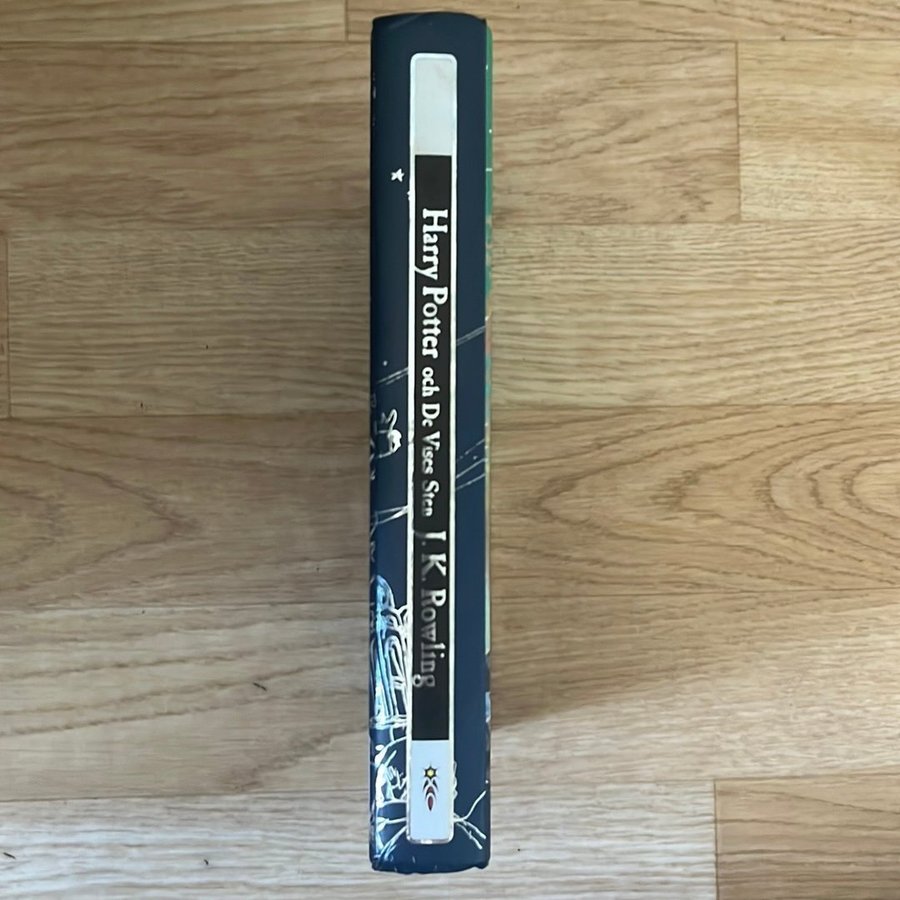 Harry Potter och De Vises Sten J. K. Rowling